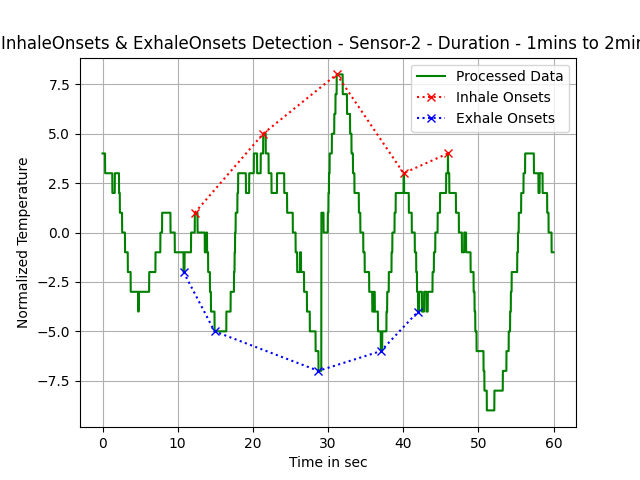 InhaleOnsets & ExhaleOnsets Detection - Sensor-2 - Duration - 1mins to 2min
Processed Data
Inhale Onsets
Exhale Onsets
Normalized Temperature
7.5
5.0
2.5
0.0
−2.5
−5.0
−7.5
0 10 20 30 40 50 60
Time in sec